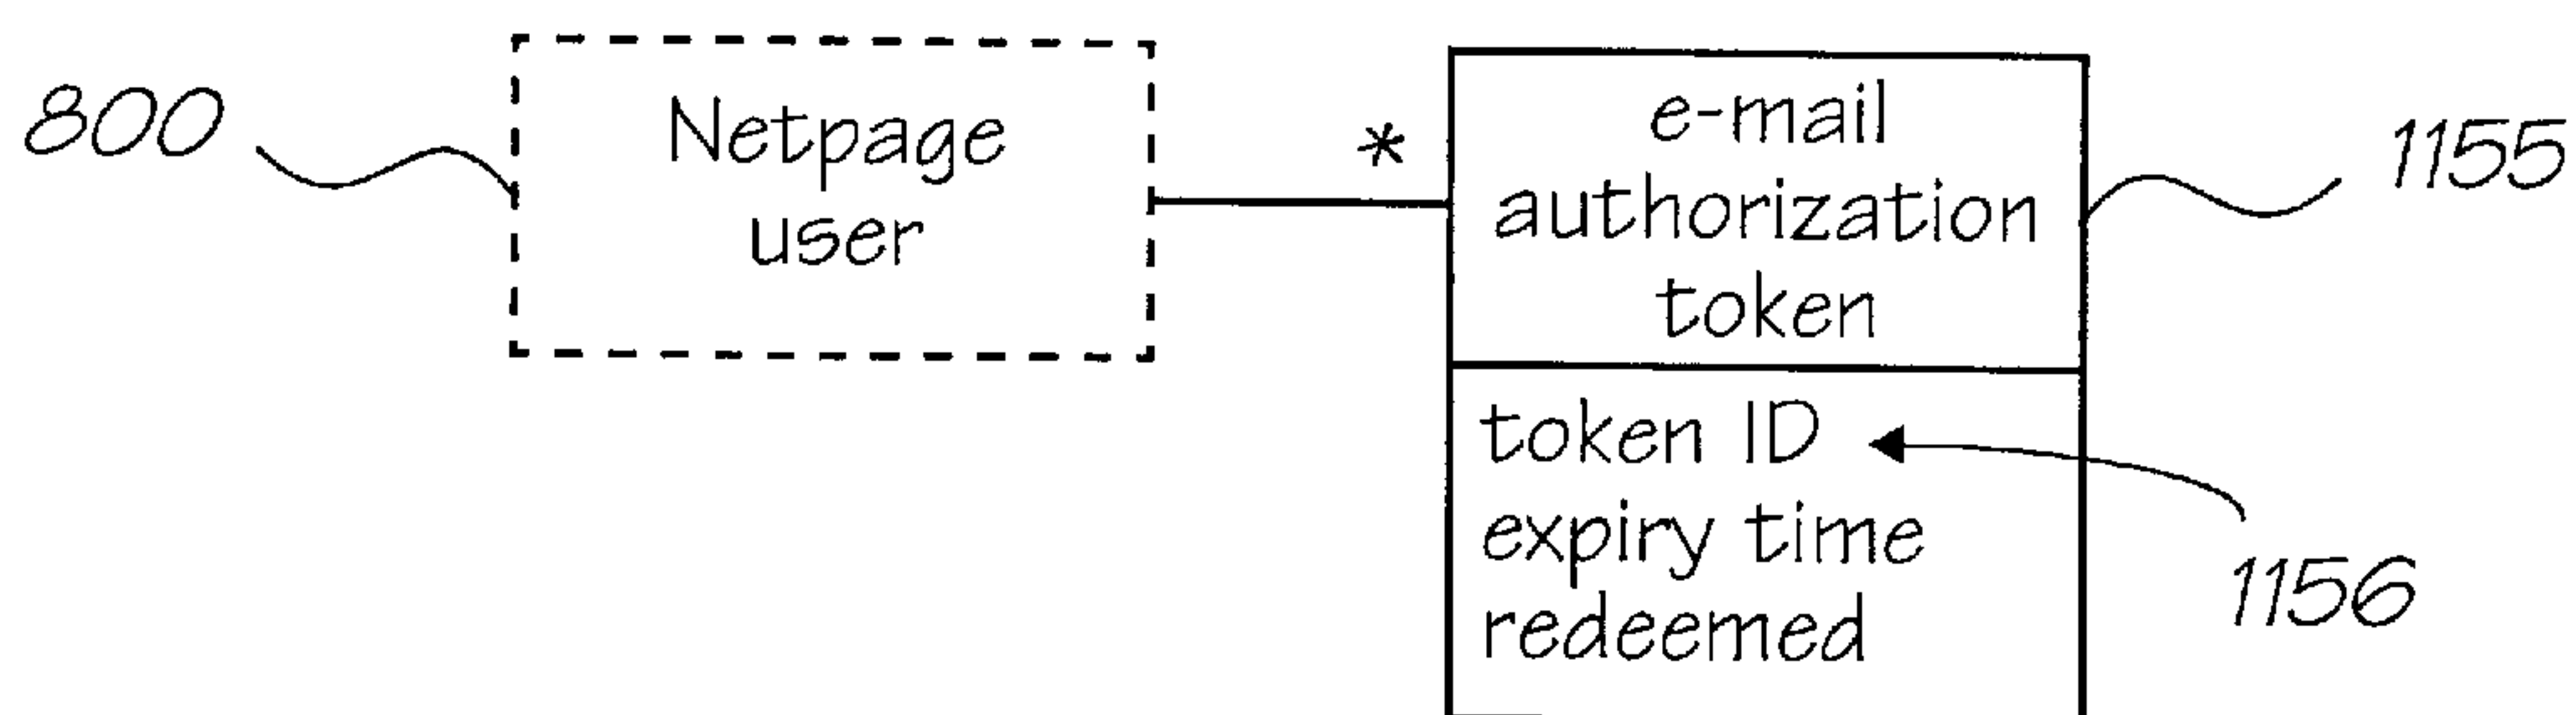 800
Netpage
user
*
e-mail
authorization
token
1155
token ID
expiry time
redeemed
1156